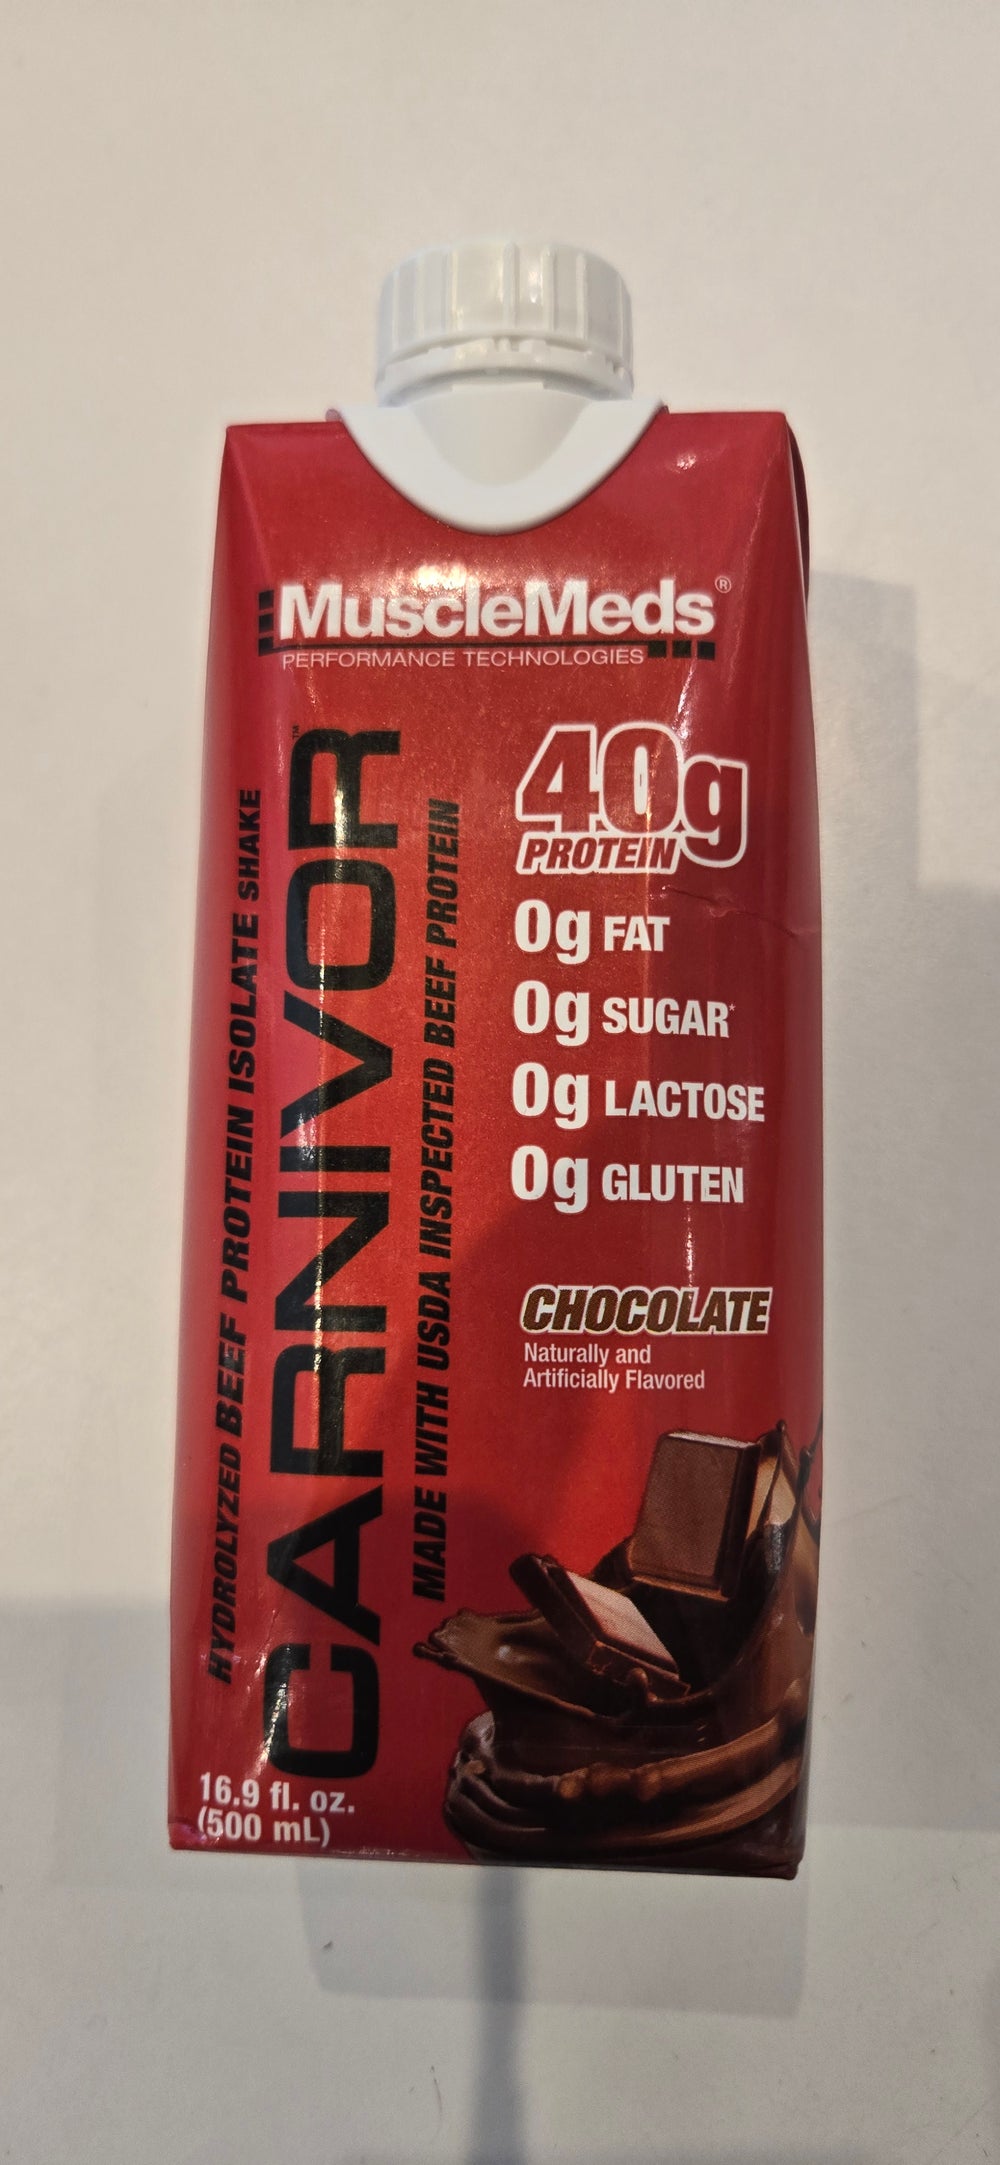 MuscleMeds®
PERFORMANCE TECHNOLOGIES
HYDROLYZED BEEF PROTEIN ISOLATE SHAKE
CARNIVOR™
MADE WITH USDA INSPECTED BEEF PROTEIN
40g
PROTEIN
0g FAT
0g SUGAR*
0g LACTOSE
0g GLUTEN
CHOCOLATE
Naturally and
Artificially Flavored
16.9 fl. oz.
(500 mL)